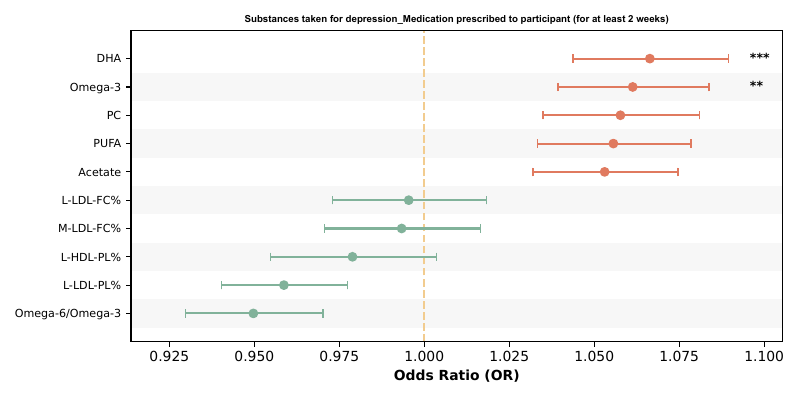 Substances taken for depression_Medication prescribed to participant (for at least 2 weeks)
DHA
***
Omega-3
**
PC
PUFA
Acetate
L-LDL-FC%
M-LDL-FC%
L-HDL-PL%
L-LDL-PL%
Omega-6/Omega-3
0.925 0.950 0.975 1.000 1.025 1.050 1.075 1.100
Odds Ratio (OR)